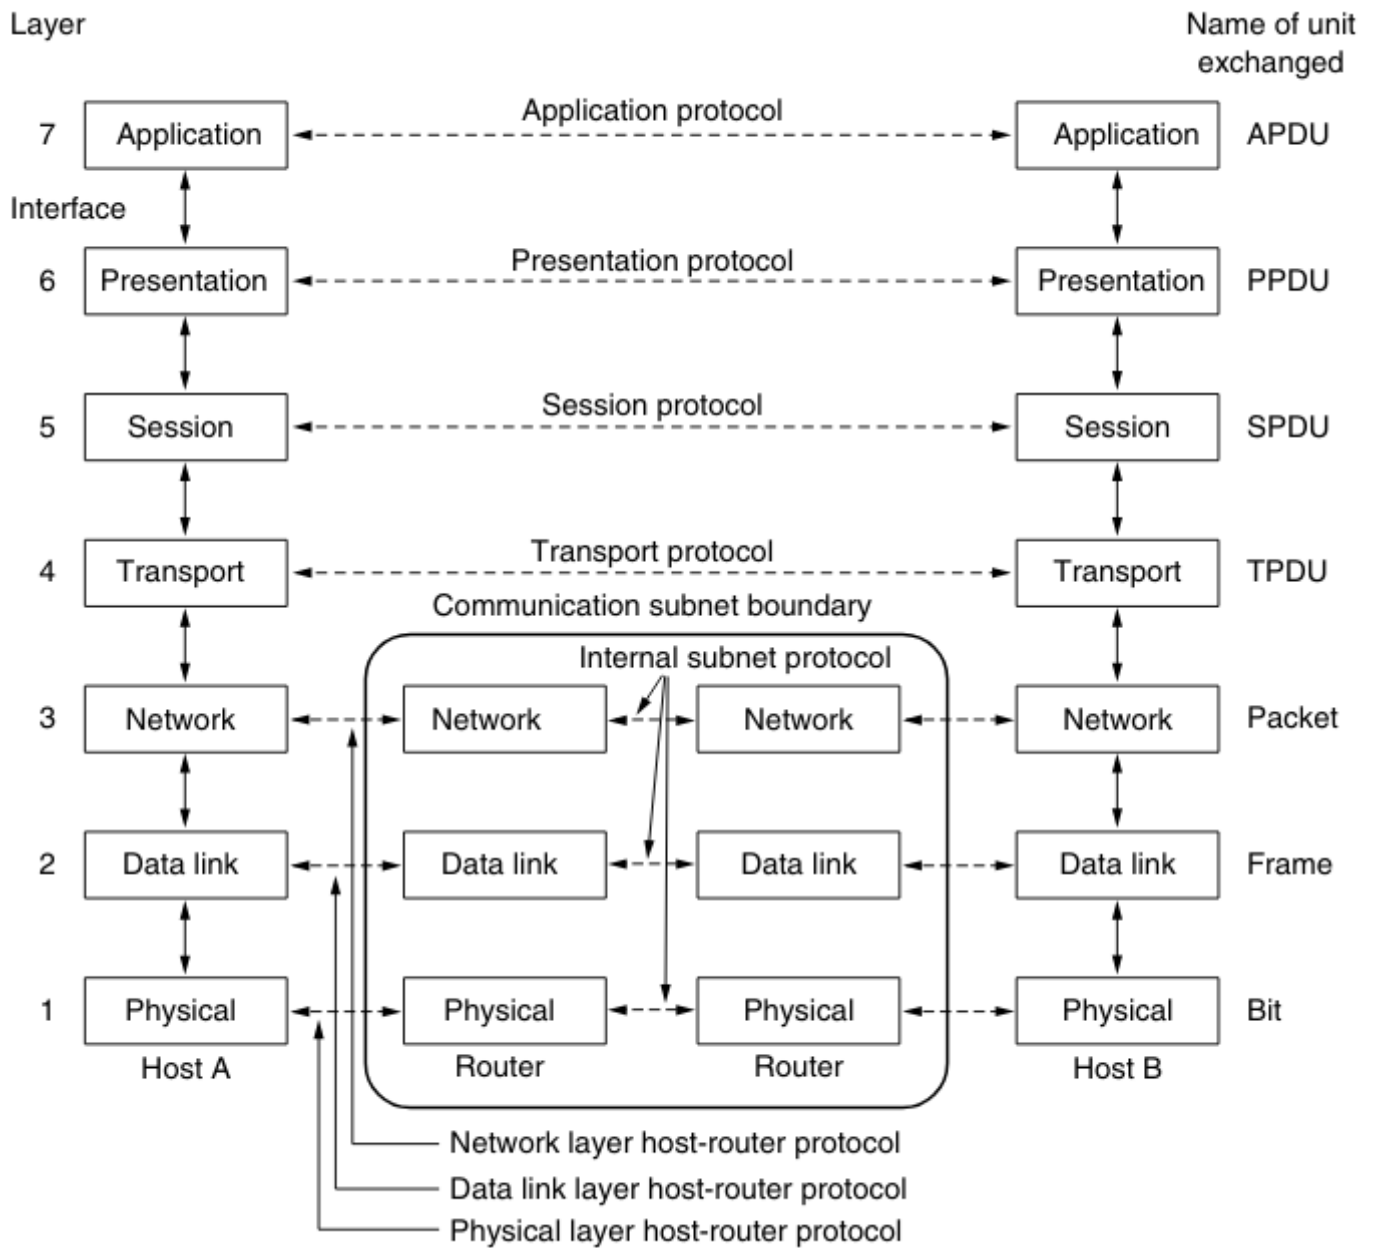 Layer
Name of unit
exchanged
Application protocol
7 Application Application APDU
Interface
Presentation protocol
6 Presentation Presentation PPDU
Session protocol
5 Session Session SPDU
Transport protocol
4 Transport Transport TPDU
Communication subnet boundary
Internal subnet protocol
3 Network Network Network Network Packet
2 Data link Data link Data link Data link Frame
1 Physical Physical Physical Physical Bit
Host A Router Router Host B
Network layer host-router protocol
Data link layer host-router protocol
Physical layer host-router protocol